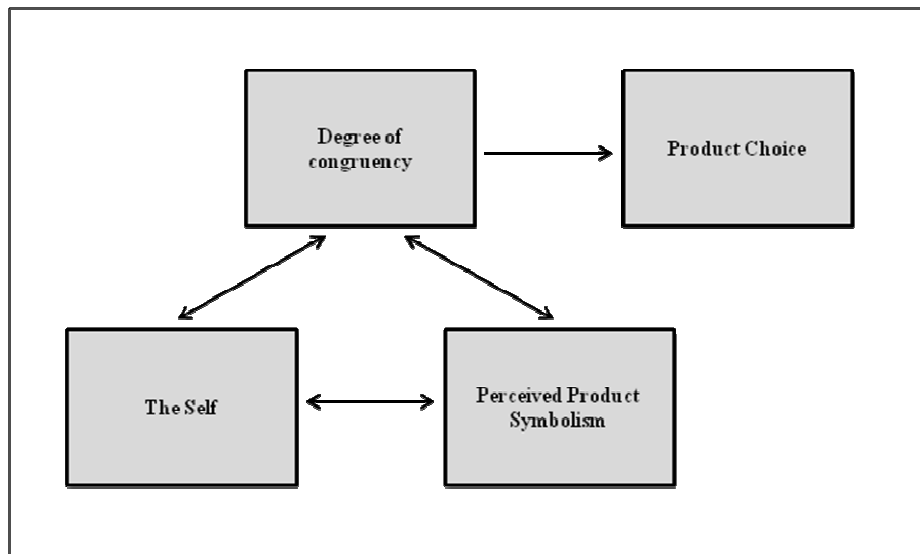 Degree of
congruency
Product Choice
The Self
Perceived Product
Symbolism